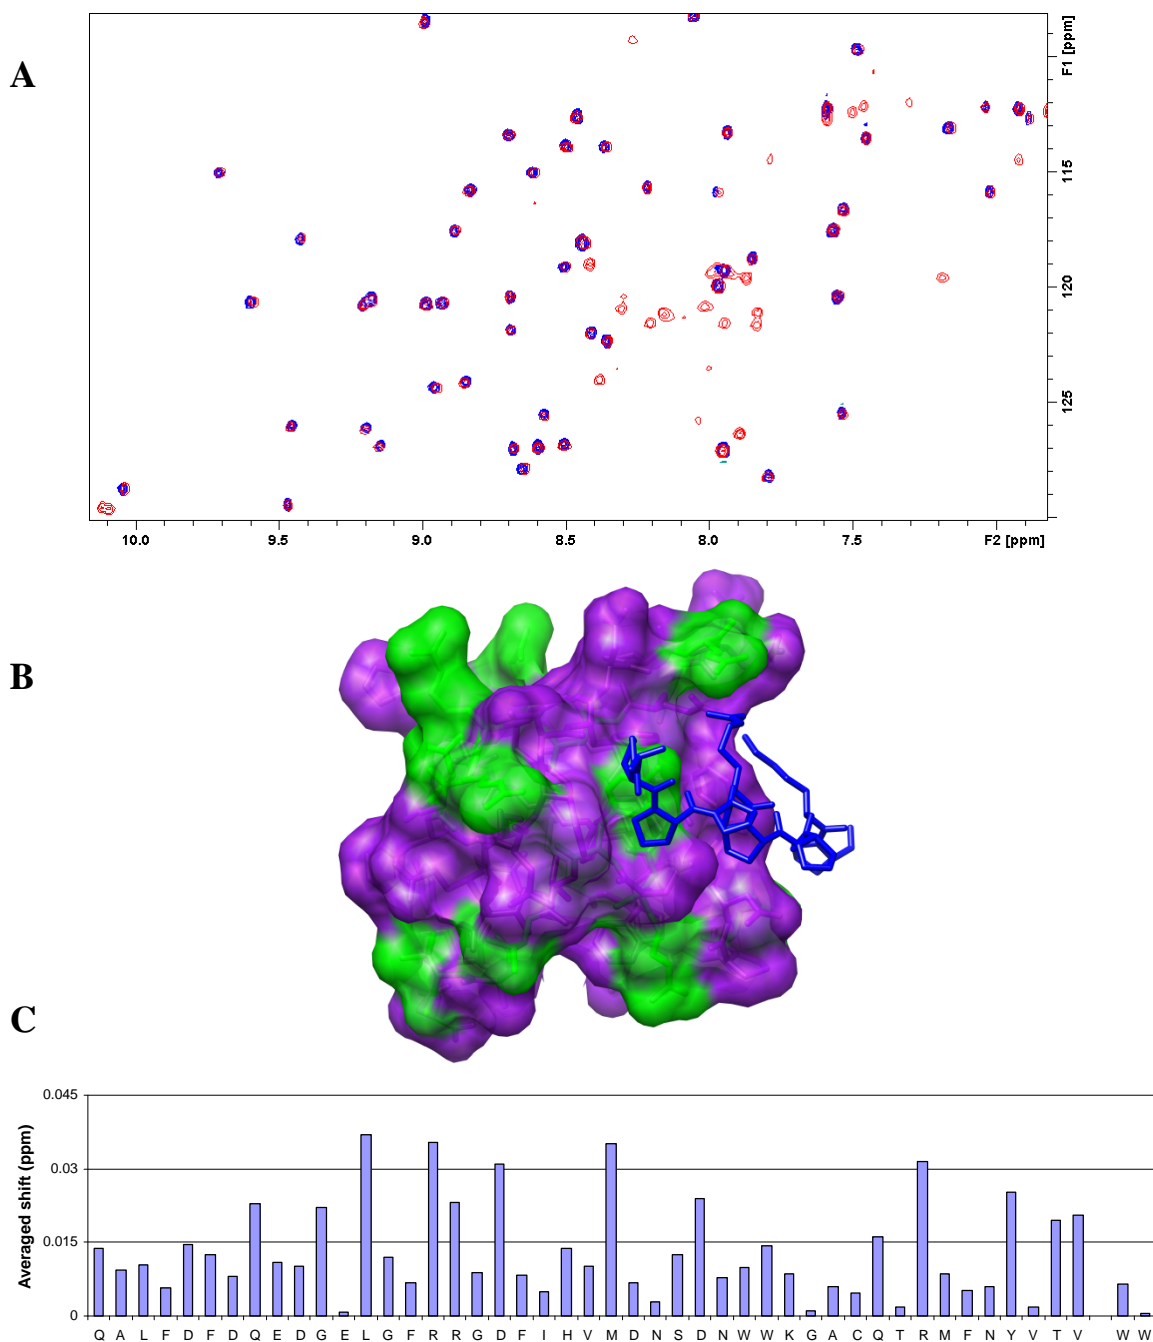 A
F1 [ppm]
115
120
125
10.0 9.5 9.0 8.5 8.0 7.5 F2 [ppm]
B
C
Averaged shift (ppm)
0.045
0.03
0.015
0
Q A L F D F D Q E D G E L G F R R G D F I H V M D N S D N W W K G A C Q T R M F N Y V T W W